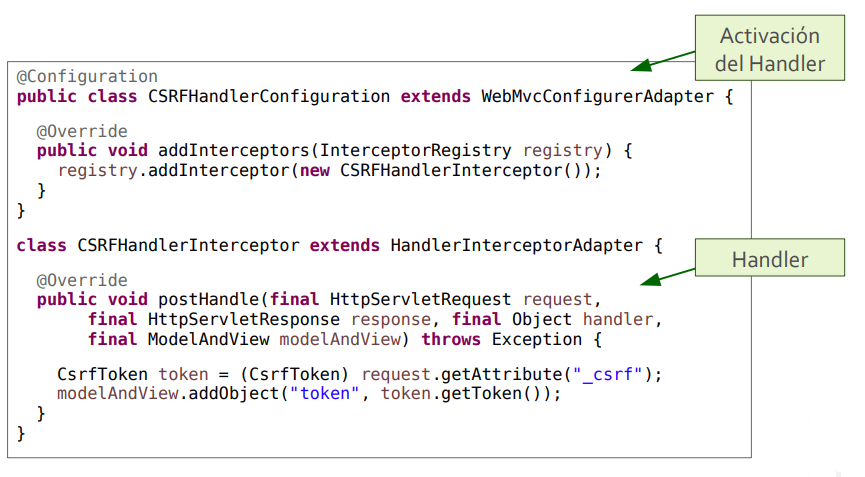 Activación
del Handler
@Configuration
public class CSRFHandlerConfiguration extends WebMvcConfigurerAdapter {
@Override
public void addInterceptors(InterceptorRegistry registry) {
registry.addInterceptor(new CSRFHandlerInterceptor());
}
}
class CSRFHandlerInterceptor extends HandlerInterceptorAdapter {
Handler
@Override
public void postHandle(final HttpServletRequest request,
final HttpServletResponse response, final Object handler,
final ModelAndView modelAndView) throws Exception {
CsrfToken token = (CsrfToken) request.getAttribute("_csrf");
modelAndView.addObject("token", token.getToken());
}
}